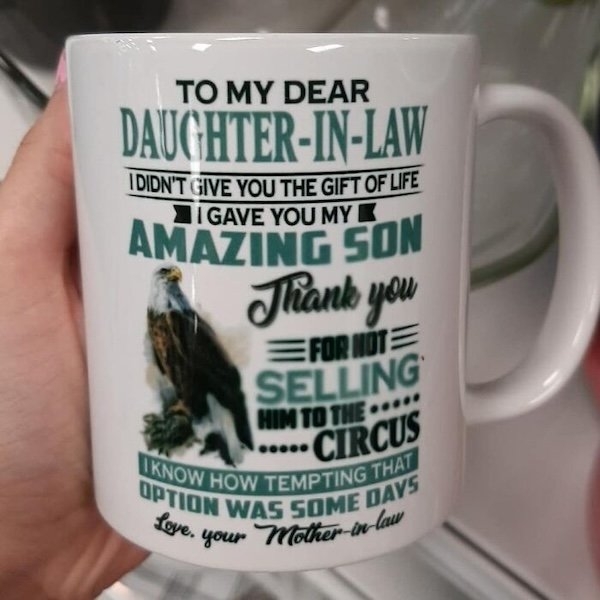 TO MY DEAR
DAUGHTER-IN-LAW
I DIDN'T GIVE YOU THE GIFT OF LIFE
I GAVE YOU MY
AMAZING SON
Thank you
FOR NOT
SELLING
HIM TO THE
CIRCUS
I KNOW HOW TEMPTING THAT
OPTION WAS SOME DAYS
Love, your Mother-in-law